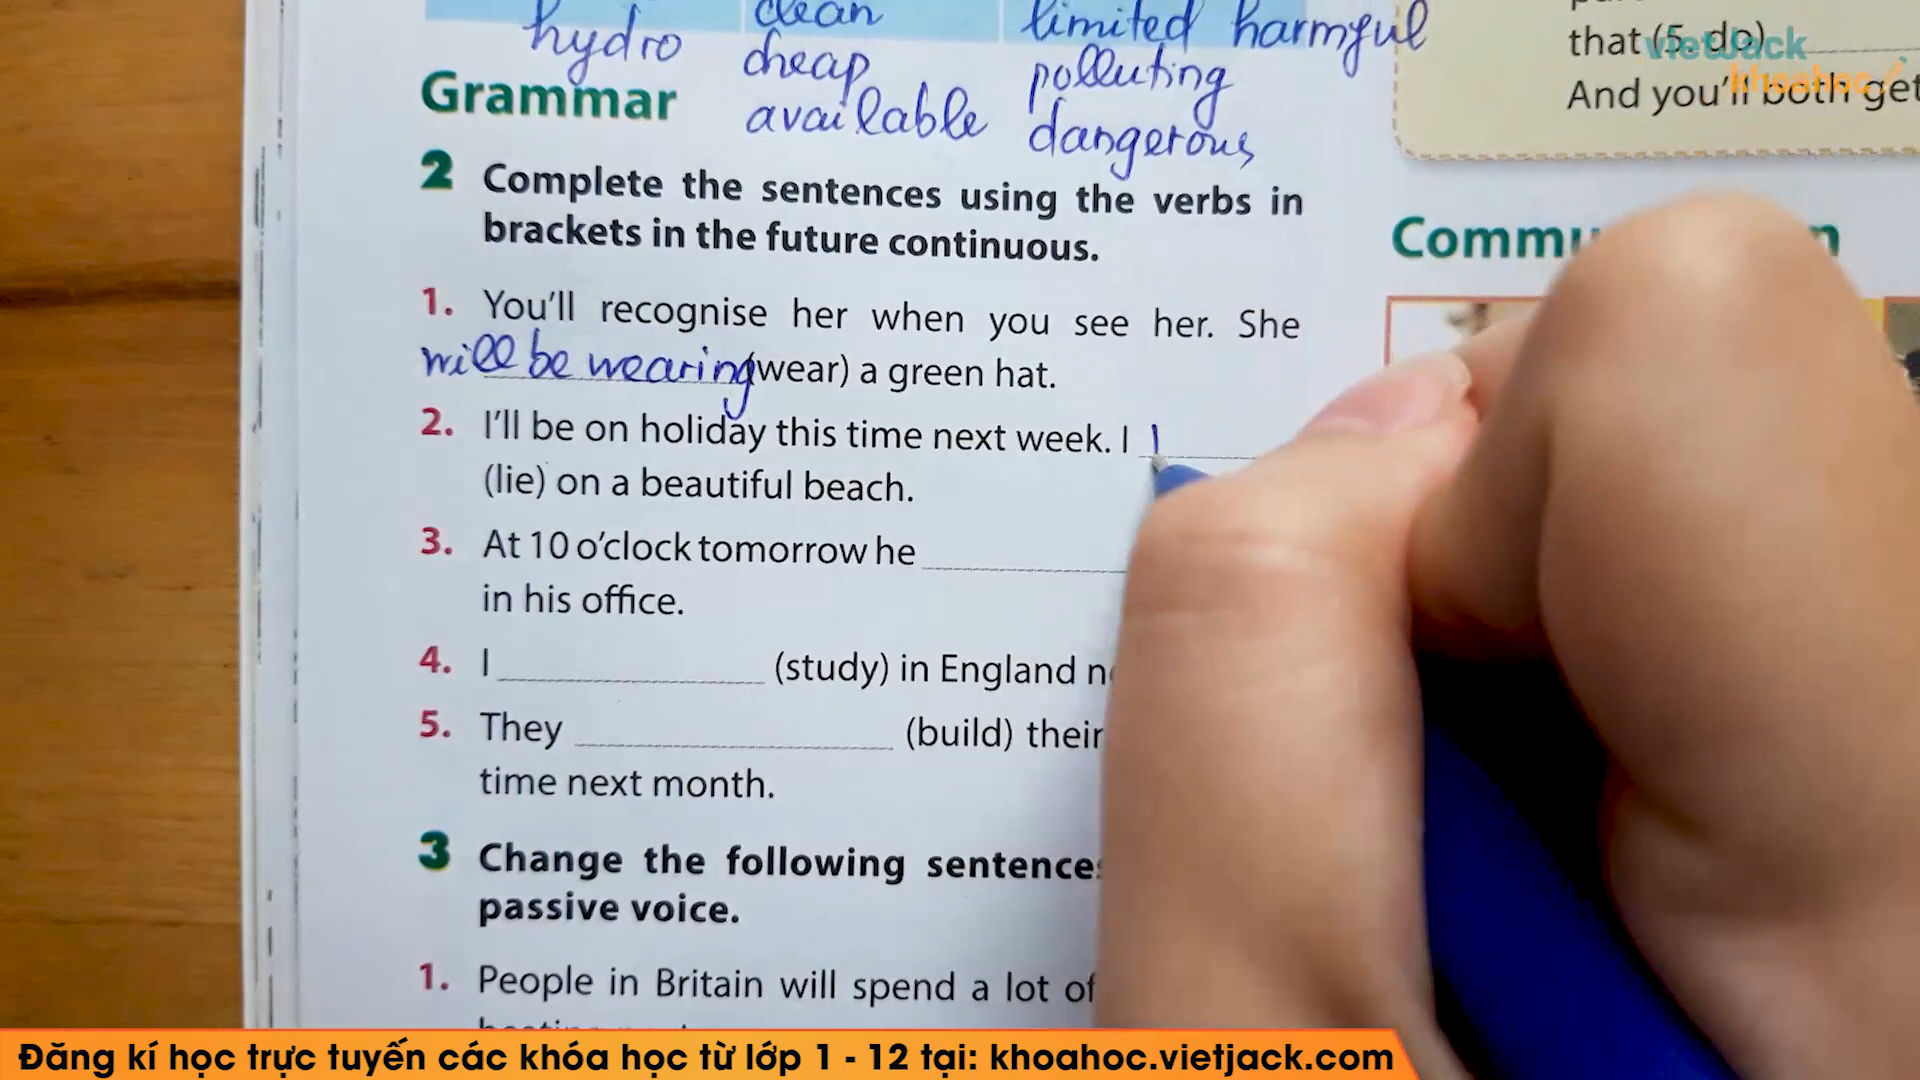 hydro clean limited harmful
cheap polluting
available dangerous
Grammar
2 Complete the sentences using the verbs in
brackets in the future continuous.
1. You'll recognise her when you see her. She
will be wearing (wear) a green hat.
2. I'll be on holiday this time next week. I
(lie) on a beautiful beach.
3. At 10 o'clock tomorrow he
in his office.
4. I (study) in England
5. They (build) their
time next month.
3 Change the following
passive voice.
1. People in Britain will spend a lot of
that (5. do)
And you'll both get
vietJack
khoahoc
Đăng kí học trực tuyến các khóa học từ lớp 1 - 12 tại: khoahoc.vietjack.com